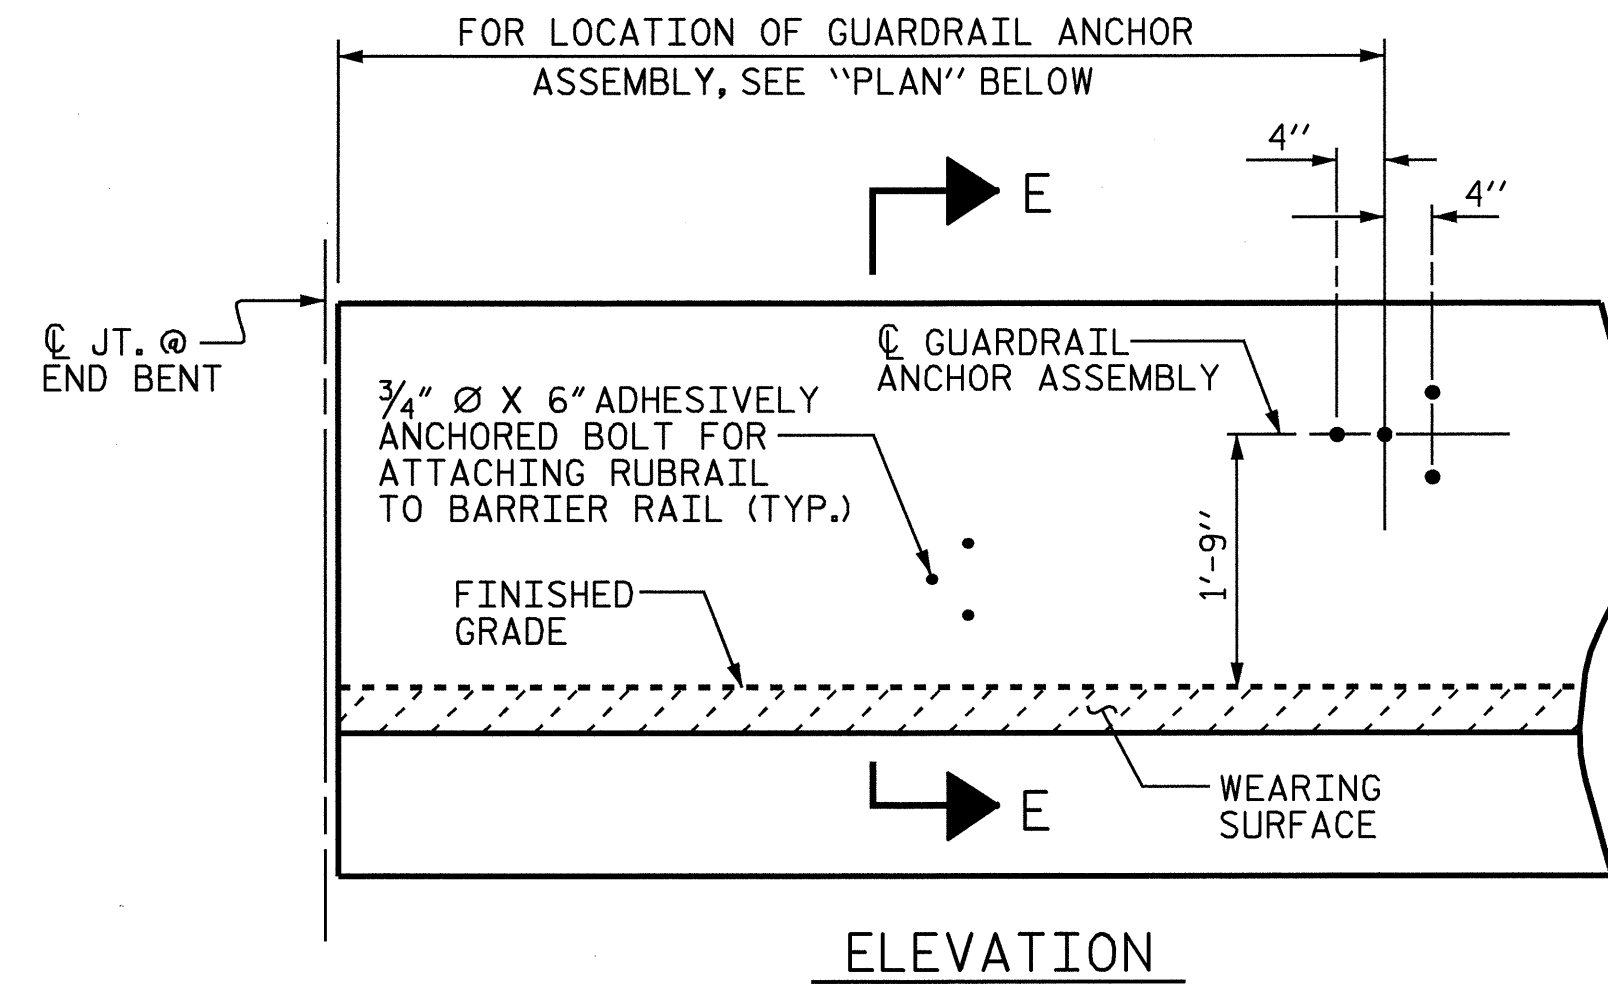 FOR LOCATION OF GUARDRAIL ANCHOR
ASSEMBLY, SEE "PLAN" BELOW
4"
4"
E
℄ JT. @
END BENT
℄ GUARDRAIL
ANCHOR ASSEMBLY
3/4" Ø X 6" ADHESIVELY
ANCHORED BOLT FOR
ATTACHING RUBRAIL
TO BARRIER RAIL (TYP.)
1'-9"
FINISHED
GRADE
WEARING
SURFACE
E
ELEVATION